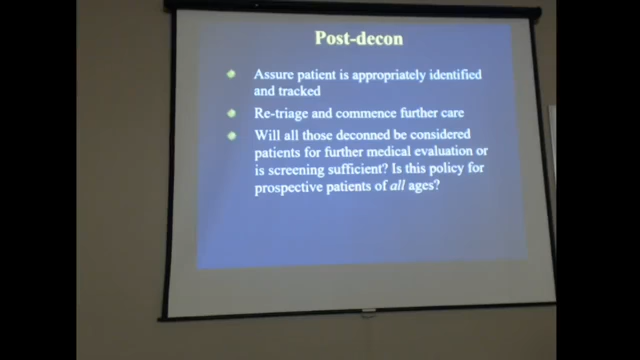 Post-decon
Assure patient is appropriately identified
and tracked
Re-triage and commence further care
Will all those deconned be considered
patients for further medical evaluation or
is screening sufficient? Is this policy for
prospective patients of all ages?